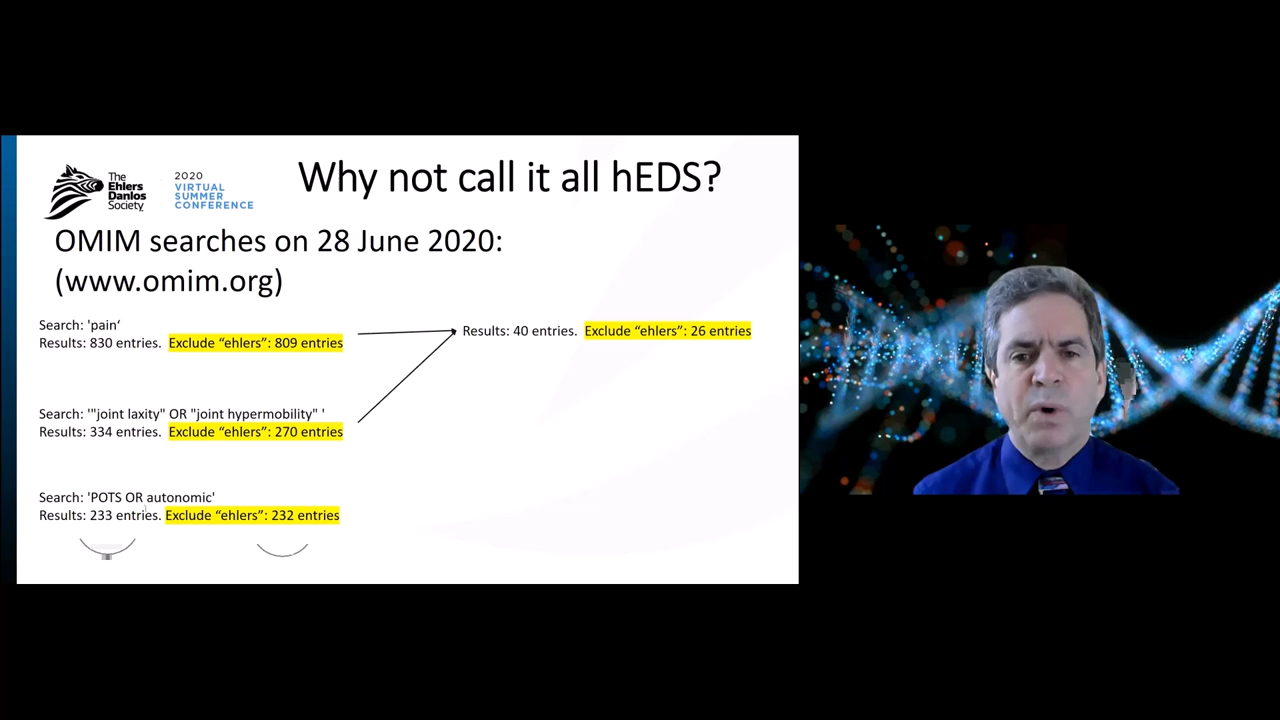 The
Ehlers
Danlos
Society
2020
VIRTUAL
SUMMER
CONFERENCE
Why not call it all hEDS?
OMIM searches on 28 June 2020:
(www.omim.org)
Search: 'pain‘
Results: 830 entries. Exclude “ehlers”: 809 entries
Results: 40 entries. Exclude “ehlers”: 26 entries
Search: '"joint laxity" OR "joint hypermobility" '
Results: 334 entries. Exclude “ehlers”: 270 entries
Search: 'POTS OR autonomic'
Results: 233 entries. Exclude “ehlers”: 232 entries